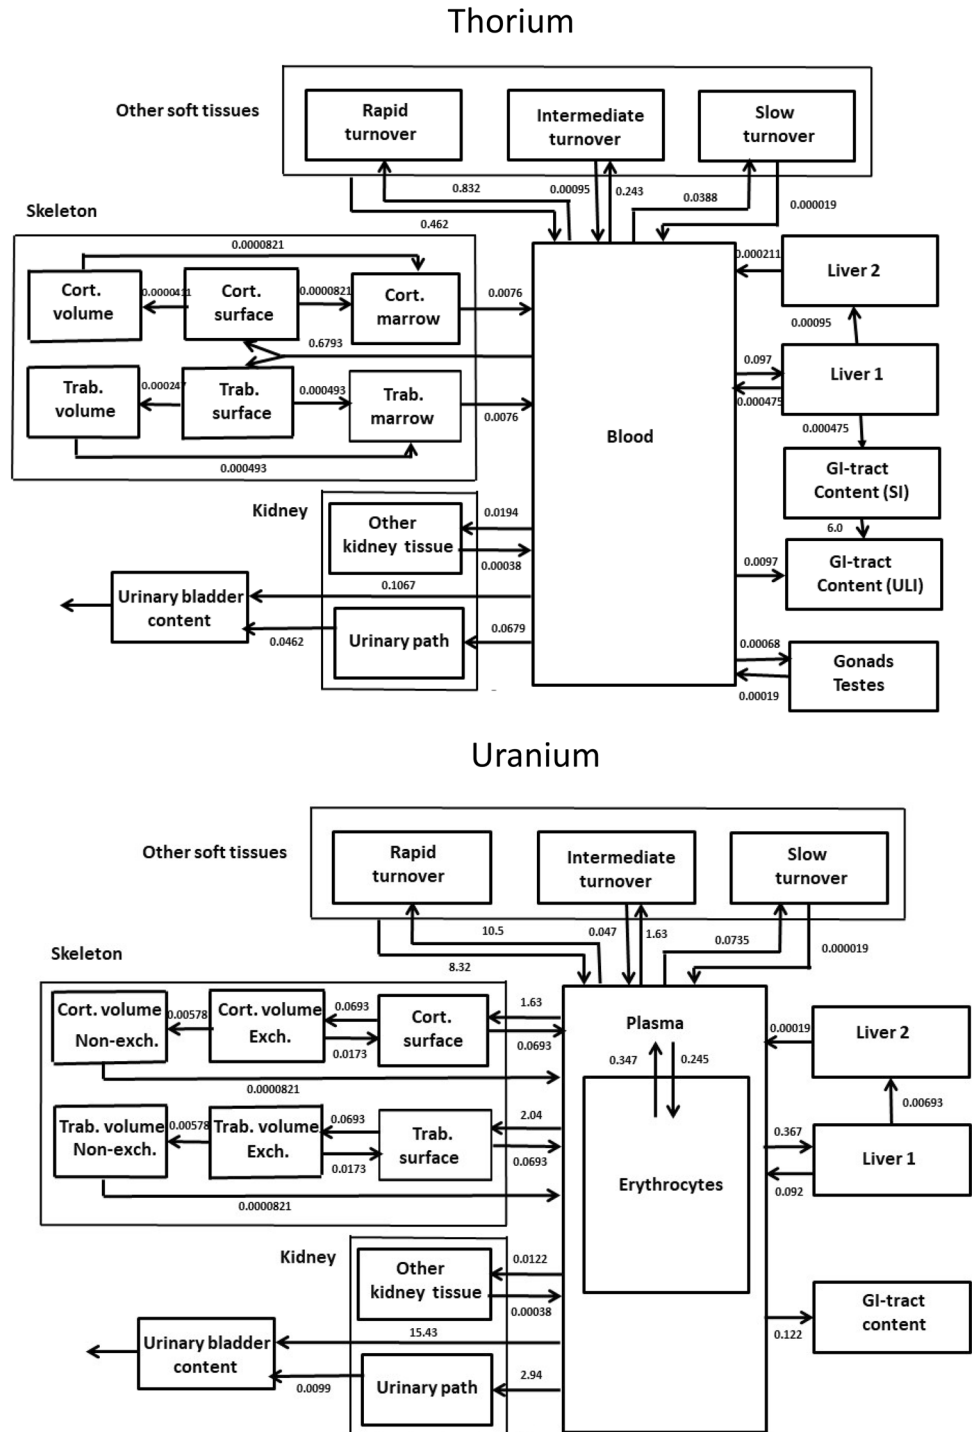 Thorium
Other soft tissues
Rapid
turnover
Intermediate
turnover
Slow
turnover
0.832
0.00095
0.243
0.0388
0.000019
0.462
Skeleton
0.0000821
Cort.
volume
0.0000411
Cort.
surface
0.0000821
Cort.
marrow
0.0076
0.6793
Trab.
volume
0.000247
Trab.
surface
0.000493
Trab.
marrow
0.0076
0.000493
Blood
0.000211
Liver 2
0.00095
0.097
Liver 1
0.000475
0.000475
GI-tract
Content (SI)
6.0
0.0097
GI-tract
Content (ULI)
0.00068
Gonads
Testes
0.00019
Kidney
Other
kidney tissue
0.0194
0.00038
0.1067
Urinary bladder
content
0.0462
Urinary path
0.0679
Uranium
Other soft tissues
Rapid
turnover
Intermediate
turnover
Slow
turnover
10.5
0.047
1.63
0.0735
0.000019
8.32
Skeleton
Cort. volume
Non-exch.
0.00578
Cort. volume
Exch.
0.0693
0.0173
Cort.
surface
1.63
0.0693
0.0000821
Trab. volume
Non-exch.
0.00578
Trab. volume
Exch.
0.0693
0.0173
Trab.
surface
2.04
0.0693
0.0000821
Plasma
0.347
0.245
Erythrocytes
0.00019
Liver 2
0.00693
0.367
Liver 1
0.092
GI-tract
content
0.122
Kidney
Other
kidney tissue
0.0122
0.00038
15.43
Urinary bladder
content
0.0099
Urinary path
2.94